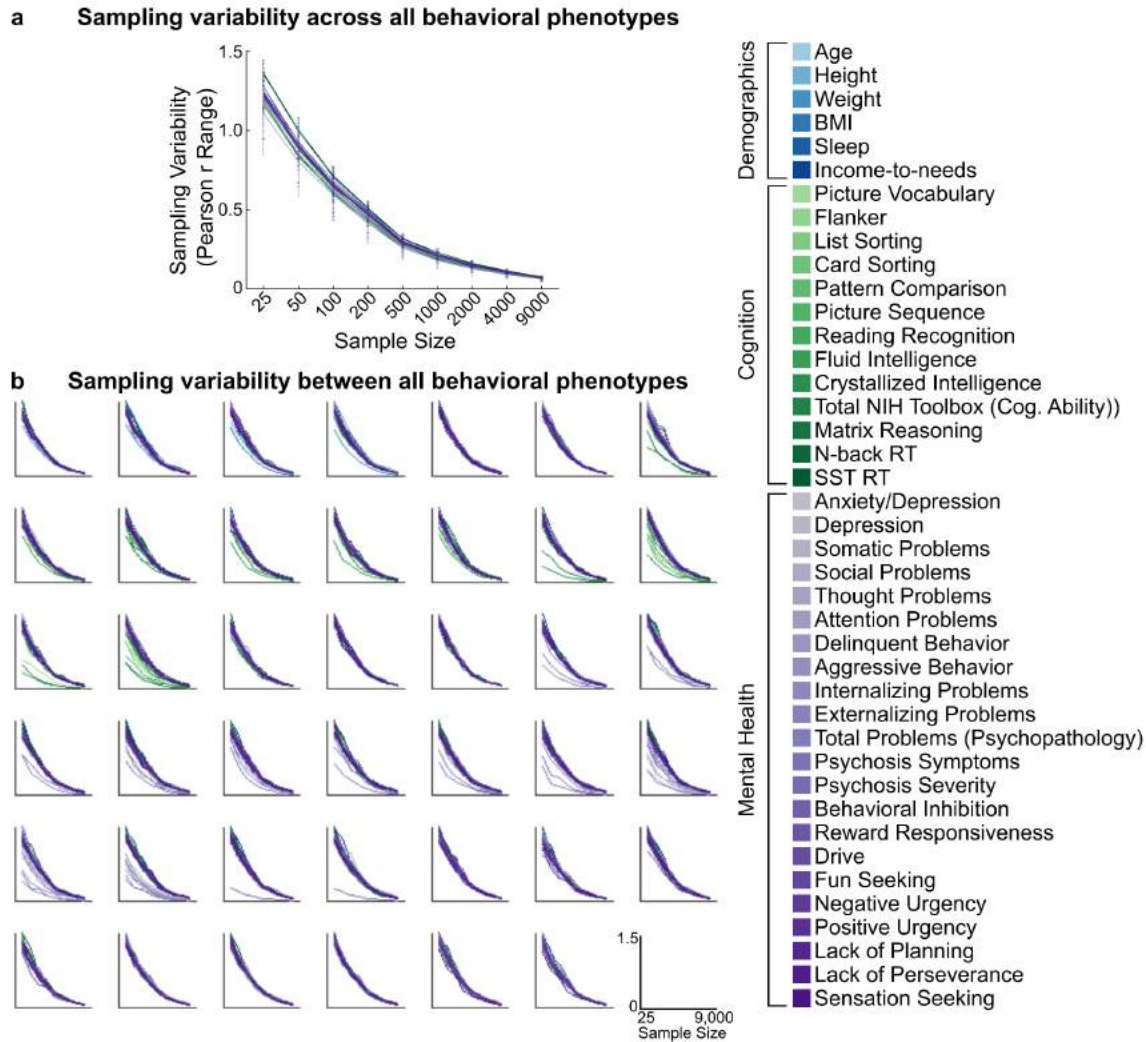 a Sampling variability across all behavioral phenotypes
Sampling Variability
(Pearson r Range)
1.5
1.0
0.5
0
25 50 100 200 500 1000 2000 4000 9000
Sample Size
b Sampling variability between all behavioral phenotypes
1.5
0
25 9,000
Sample Size
Demographics
Age
Height
Weight
BMI
Sleep
Income-to-needs
Cognition
Picture Vocabulary
Flanker
List Sorting
Card Sorting
Pattern Comparison
Picture Sequence
Reading Recognition
Fluid Intelligence
Crystallized Intelligence
Total NIH Toolbox (Cog. Ability))
Matrix Reasoning
N-back RT
SST RT
Mental Health
Anxiety/Depression
Depression
Somatic Problems
Social Problems
Thought Problems
Attention Problems
Delinquent Behavior
Aggressive Behavior
Internalizing Problems
Externalizing Problems
Total Problems (Psychopathology)
Psychosis Symptoms
Psychosis Severity
Behavioral Inhibition
Reward Responsiveness
Drive
Fun Seeking
Negative Urgency
Positive Urgency
Lack of Planning
Lack of Perseverance
Sensation Seeking